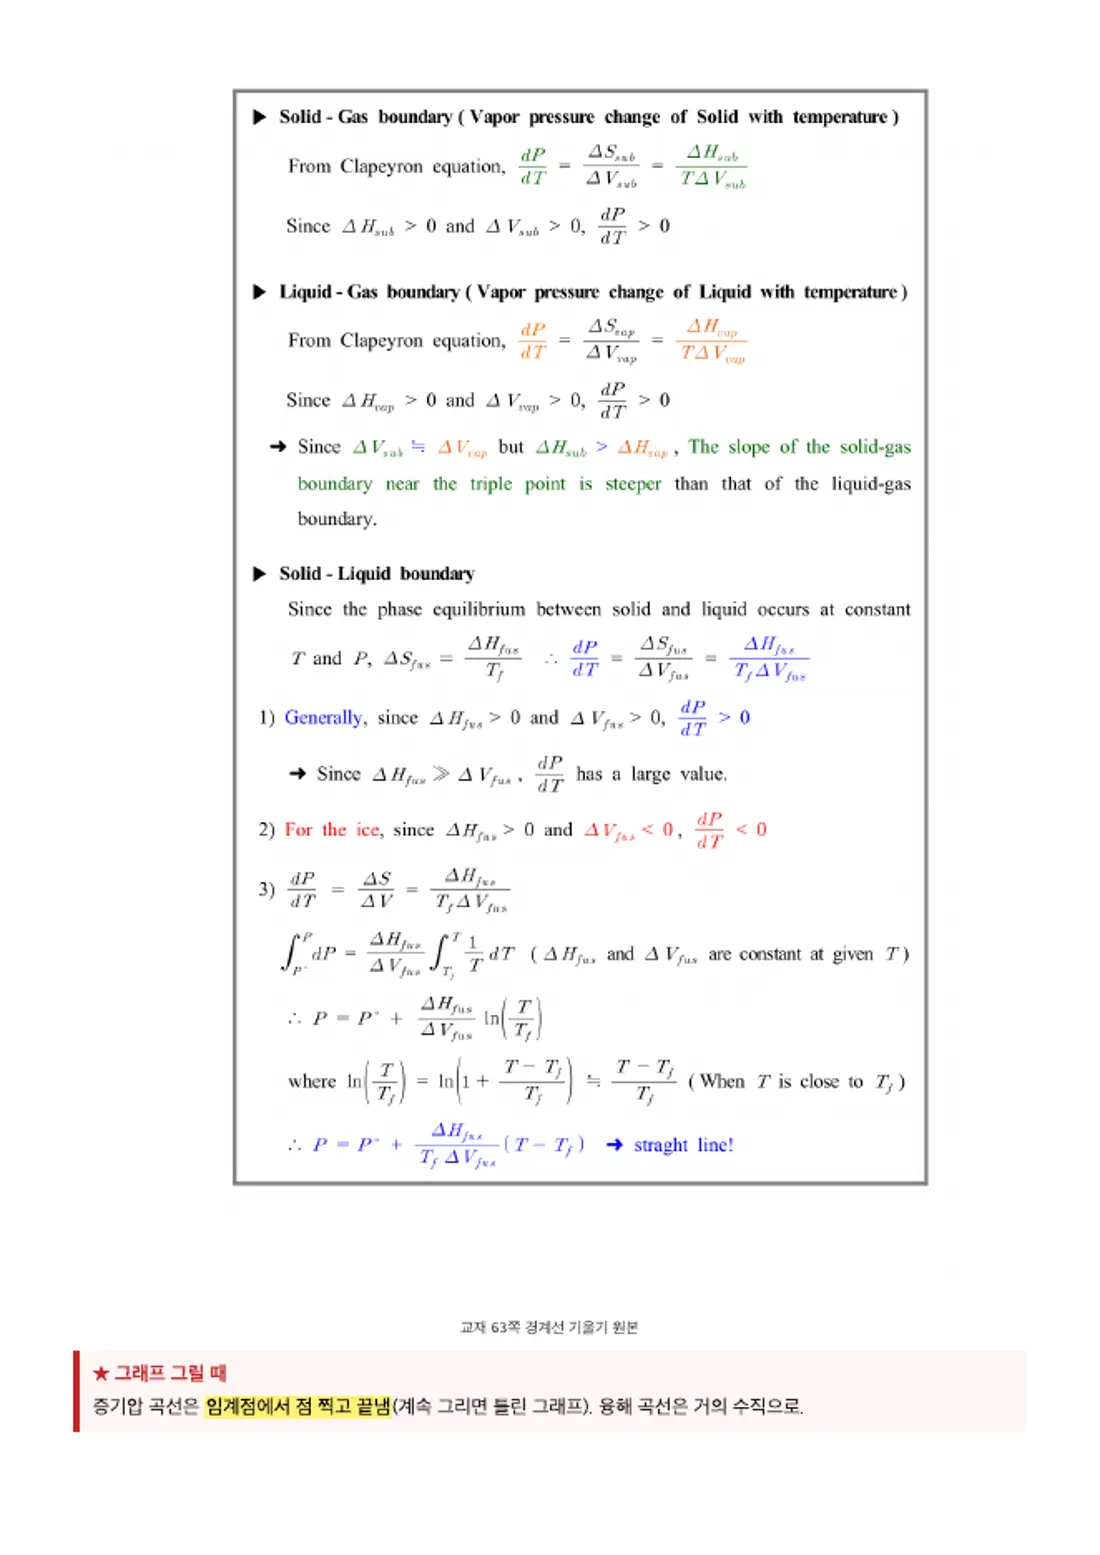 ▶ Solid - Gas boundary ( Vapor pressure change of Solid with temperature )
From Clapeyron equation, dP/dT = ΔS_sub/ΔV_sub = ΔH_sub/TΔV_sub
Since ΔH_sub > 0 and ΔV_sub > 0, dP/dT > 0
▶ Liquid - Gas boundary ( Vapor pressure change of Liquid with temperature )
From Clapeyron equation, dP/dT = ΔS_vap/ΔV_vap = ΔH_vap/TΔV_vap
Since ΔH_vap > 0 and ΔV_vap > 0, dP/dT > 0
➜ Since ΔV_sub ≒ ΔV_vap but ΔH_sub > ΔH_vap , The slope of the solid-gas
boundary near the triple point is steeper than that of the liquid-gas
boundary.
▶ Solid - Liquid boundary
Since the phase equilibrium between solid and liquid occurs at constant
T and P, ΔS_fus = ΔH_fus/T_f ∴ dP/dT = ΔS_fus/ΔV_fus = ΔH_fus/T_fΔV_fus
1) Generally, since ΔH_fus > 0 and ΔV_fus > 0, dP/dT > 0
➜ Since ΔH_fus ≫ ΔV_fus , dP/dT has a large value.
2) For the ice, since ΔH_fus > 0 and ΔV_fus < 0 , dP/dT < 0
3) dP/dT = ΔS/ΔV = ΔH_fus/T_fΔV_fus
∫_{P°}^{P} dP = ΔH_fus/ΔV_fus ∫_{T_f}^{T} 1/T dT ( ΔH_fus and ΔV_fus are constant at given T )
∴ P = P° + ΔH_fus/ΔV_fus ln(T/T_f)
where ln(T/T_f) = ln(1 + (T − T_f)/T_f) ≒ (T − T_f)/T_f ( When T is close to T_f )
∴ P = P° + ΔH_fus/T_fΔV_fus ( T − T_f ) ➜ straght line!
교재 63쪽 경계선 기울기 원본
★ 그래프 그릴 때
증기압 곡선은 임계점에서 점 찍고 끝냄(계속 그리면 틀린 그래프). 융해 곡선은 거의 수직으로.